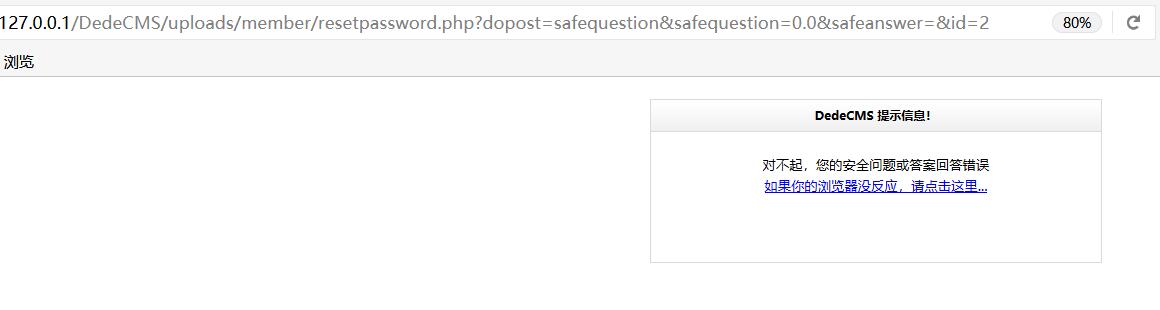 127.0.0.1/DedeCMS/uploads/member/resetpassword.php?dopost=safequestion&safequestion=0.0&safeanswer=&id=2
80%
浏览
DedeCMS 提示信息!
对不起，您的安全问题或答案回答错误
如果你的浏览器没反应，请点击这里...